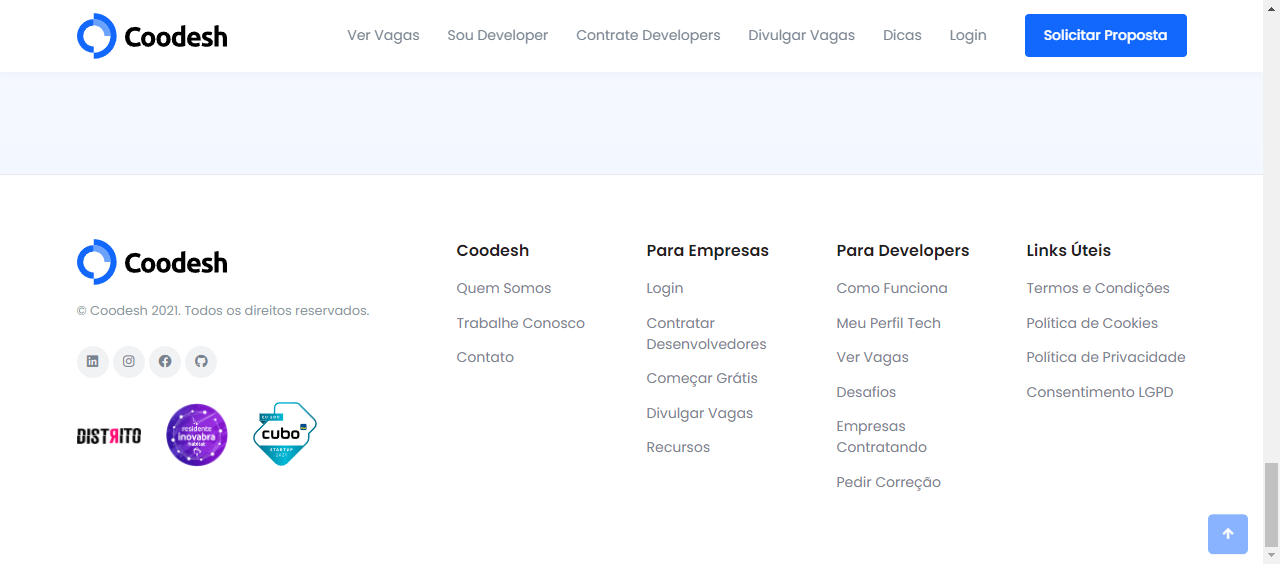 Coodesh
Ver Vagas
Sou Developer
Contrate Developers
Divulgar Vagas
Dicas
Login
Solicitar Proposta
Coodesh
© Coodesh 2021. Todos os direitos reservados.
DISTRITO
residente
inovabra
habitat
EU SOU
cubo
STARTUP
2021
Coodesh
Quem Somos
Trabalhe Conosco
Contato
Para Empresas
Login
Contratar
Desenvolvedores
Começar Grátis
Divulgar Vagas
Recursos
Para Developers
Como Funciona
Meu Perfil Tech
Ver Vagas
Desafios
Empresas
Contratando
Pedir Correção
Links Úteis
Termos e Condições
Política de Cookies
Política de Privacidade
Consentimento LGPD